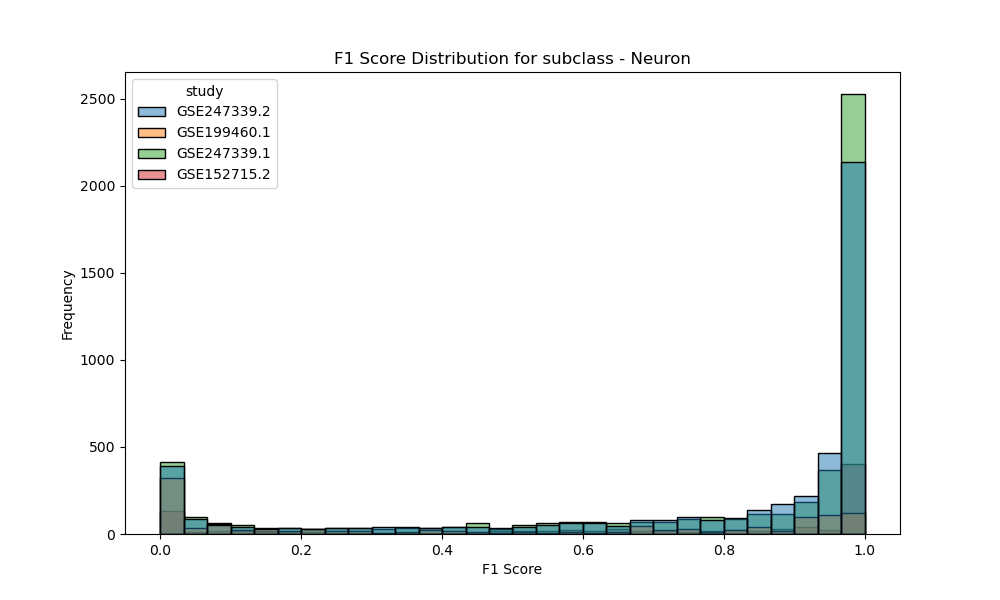 F1 Score Distribution for subclass - Neuron
study
GSE247339.2
GSE199460.1
GSE247339.1
GSE152715.2
2500
2000
1500
1000
500
0
Frequency
0.0 0.2 0.4 0.6 0.8 1.0
F1 Score